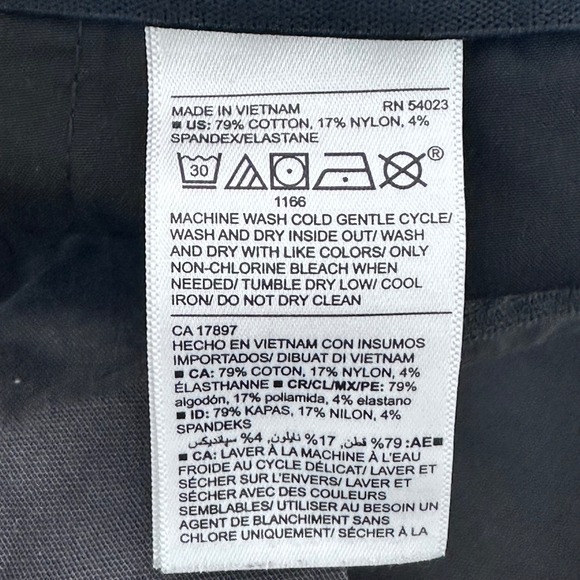 MADE IN VIETNAM RN 54023
■ US: 79% COTTON, 17% NYLON, 4%
SPANDEX/ELASTANE
30
®
1166
MACHINE WASH COLD GENTLE CYCLE/
WASH AND DRY INSIDE OUT/ WASH
AND DRY WITH LIKE COLORS/ ONLY
NON-CHLORINE BLEACH WHEN
NEEDED/ TUMBLE DRY LOW/ COOL
IRON/ DO NOT DRY CLEAN
CA 17897
HECHO EN VIETNAM CON INSUMOS
IMPORTADOS/ DIBUAT DI VIETNAM
■ CA: 79% COTON, 17% NYLON, 4%
ÉLASTHANNE ■ CR/CL/MX/PE: 79%
algodón, 17% poliamida, 4% elastano
■ ID: 79% KAPAS, 17% NILON, 4%
SPANDEKS
■ AE: 79% قطن, 17% نايلون, 4% سپانديكس
■ CA: LAVER À LA MACHINE À L'EAU
FROIDE AU CYCLE DÉLICAT/ LAVER ET
SÉCHER SUR L'ENVERS/ LAVER ET
SÉCHER AVEC DES COULEURS
SEMBLABLES/ UTILISER AU BESOIN UN
AGENT DE BLANCHIMENT SANS
CHLORE UNIQUEMENT/ SÉCHER À LA